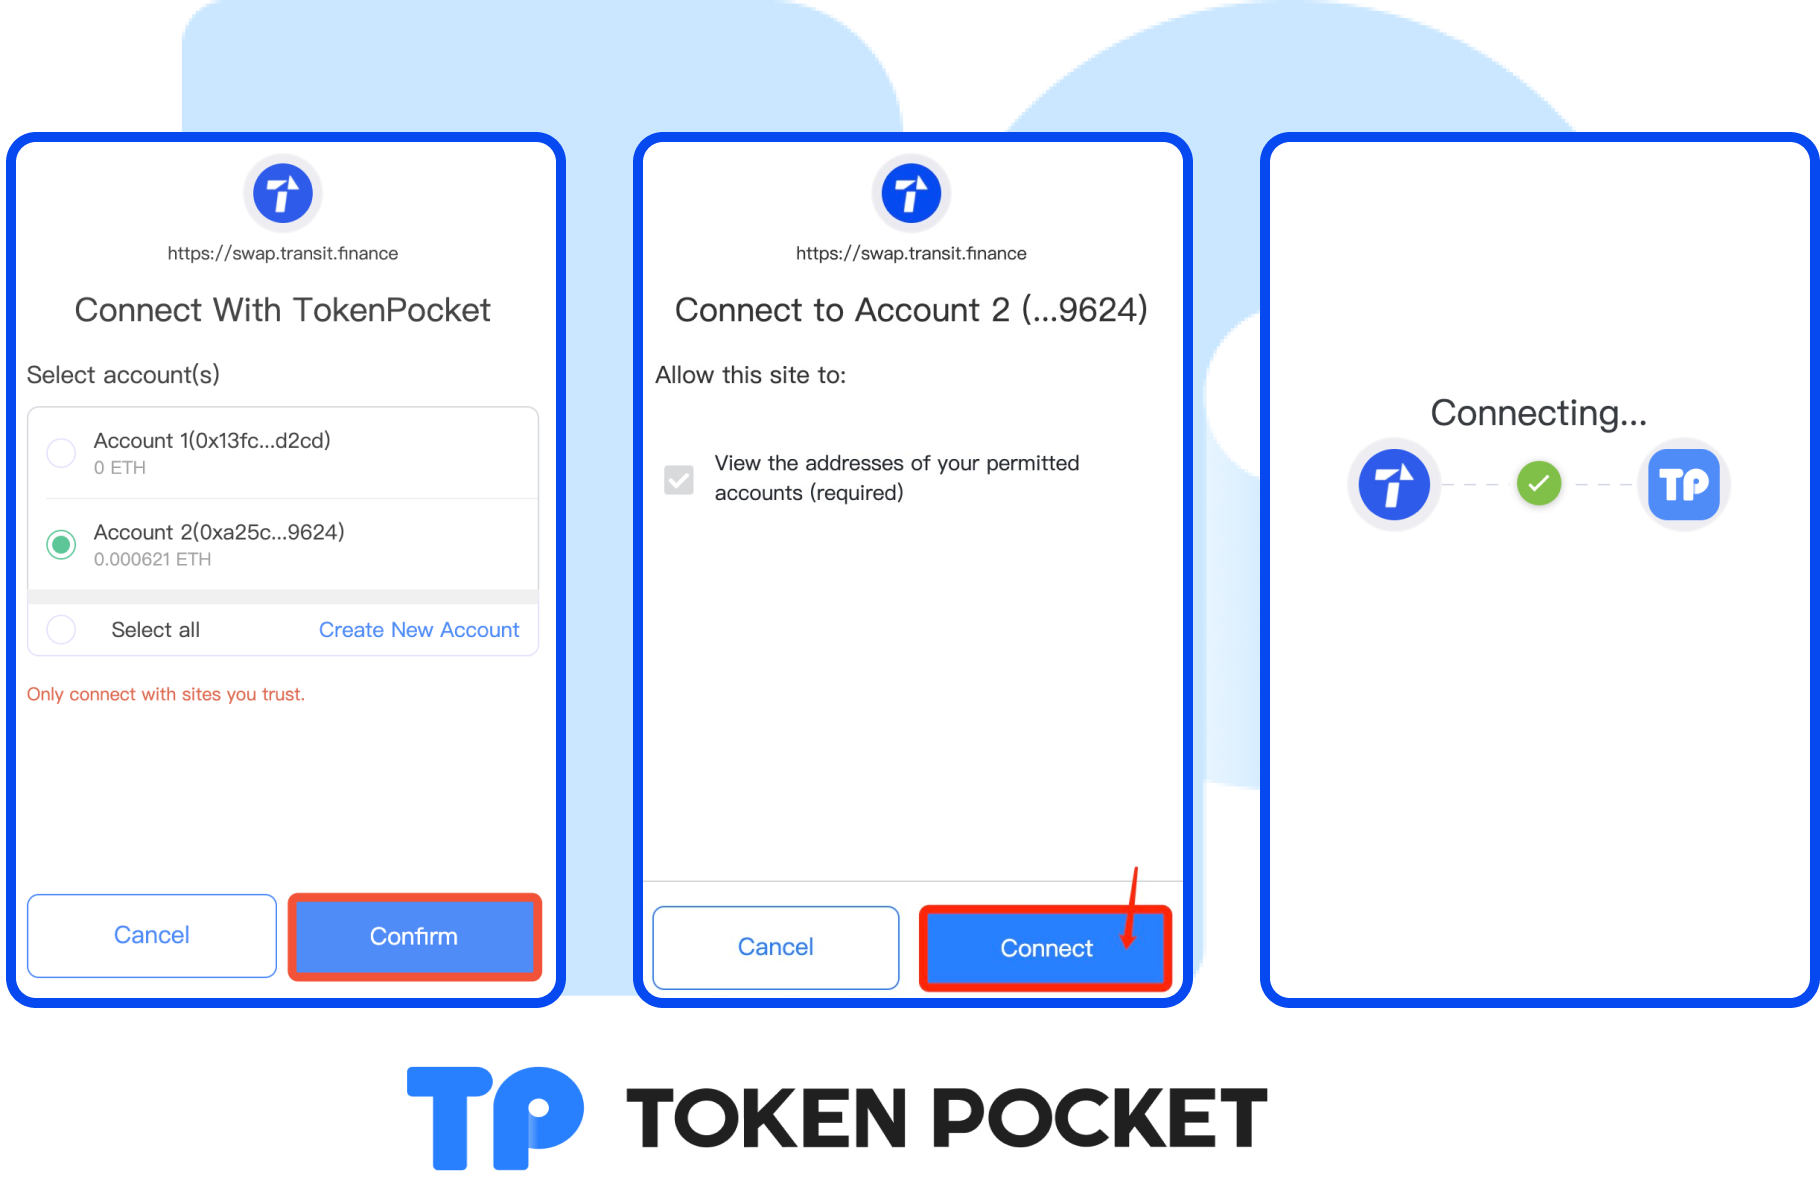 https://swap.transit.finance
Connect With TokenPocket
Select account(s)
Account 1(0x13fc...d2cd)
0 ETH
Account 2(0xa25c...9624)
0.000621 ETH
Select all
Create New Account
Only connect with sites you trust.
Cancel
Confirm
https://swap.transit.finance
Connect to Account 2 (...9624)
Allow this site to:
View the addresses of your permitted
accounts (required)
Cancel
Connect
Connecting...
TP
TP TOKEN POCKET